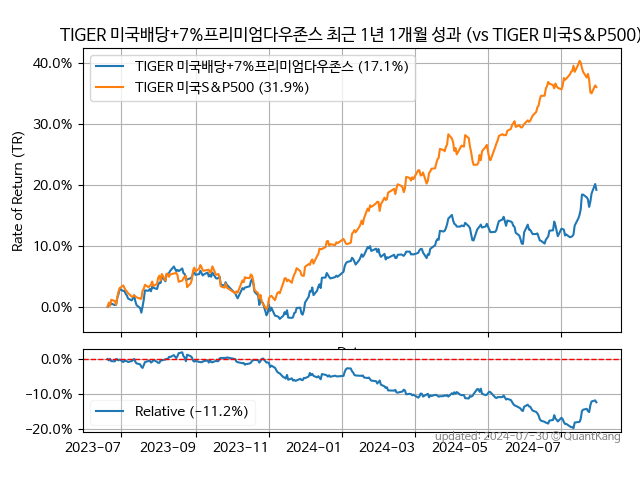 TIGER 미국배당+7%프리미엄다우존스 최근 1년 1개월 성과 (vs TIGER 미국S&P500)
TIGER 미국배당+7%프리미엄다우존스 (17.1%)
TIGER 미국S&P500 (31.9%)
Rate of Return (TR)
40.0%
30.0%
20.0%
10.0%
0.0%
0.0%
-10.0%
-20.0%
Relative (-11.2%)
updated: 2024-07-30 © QuantKang
2023-07 2023-09 2023-11 2024-01 2024-03 2024-05 2024-07